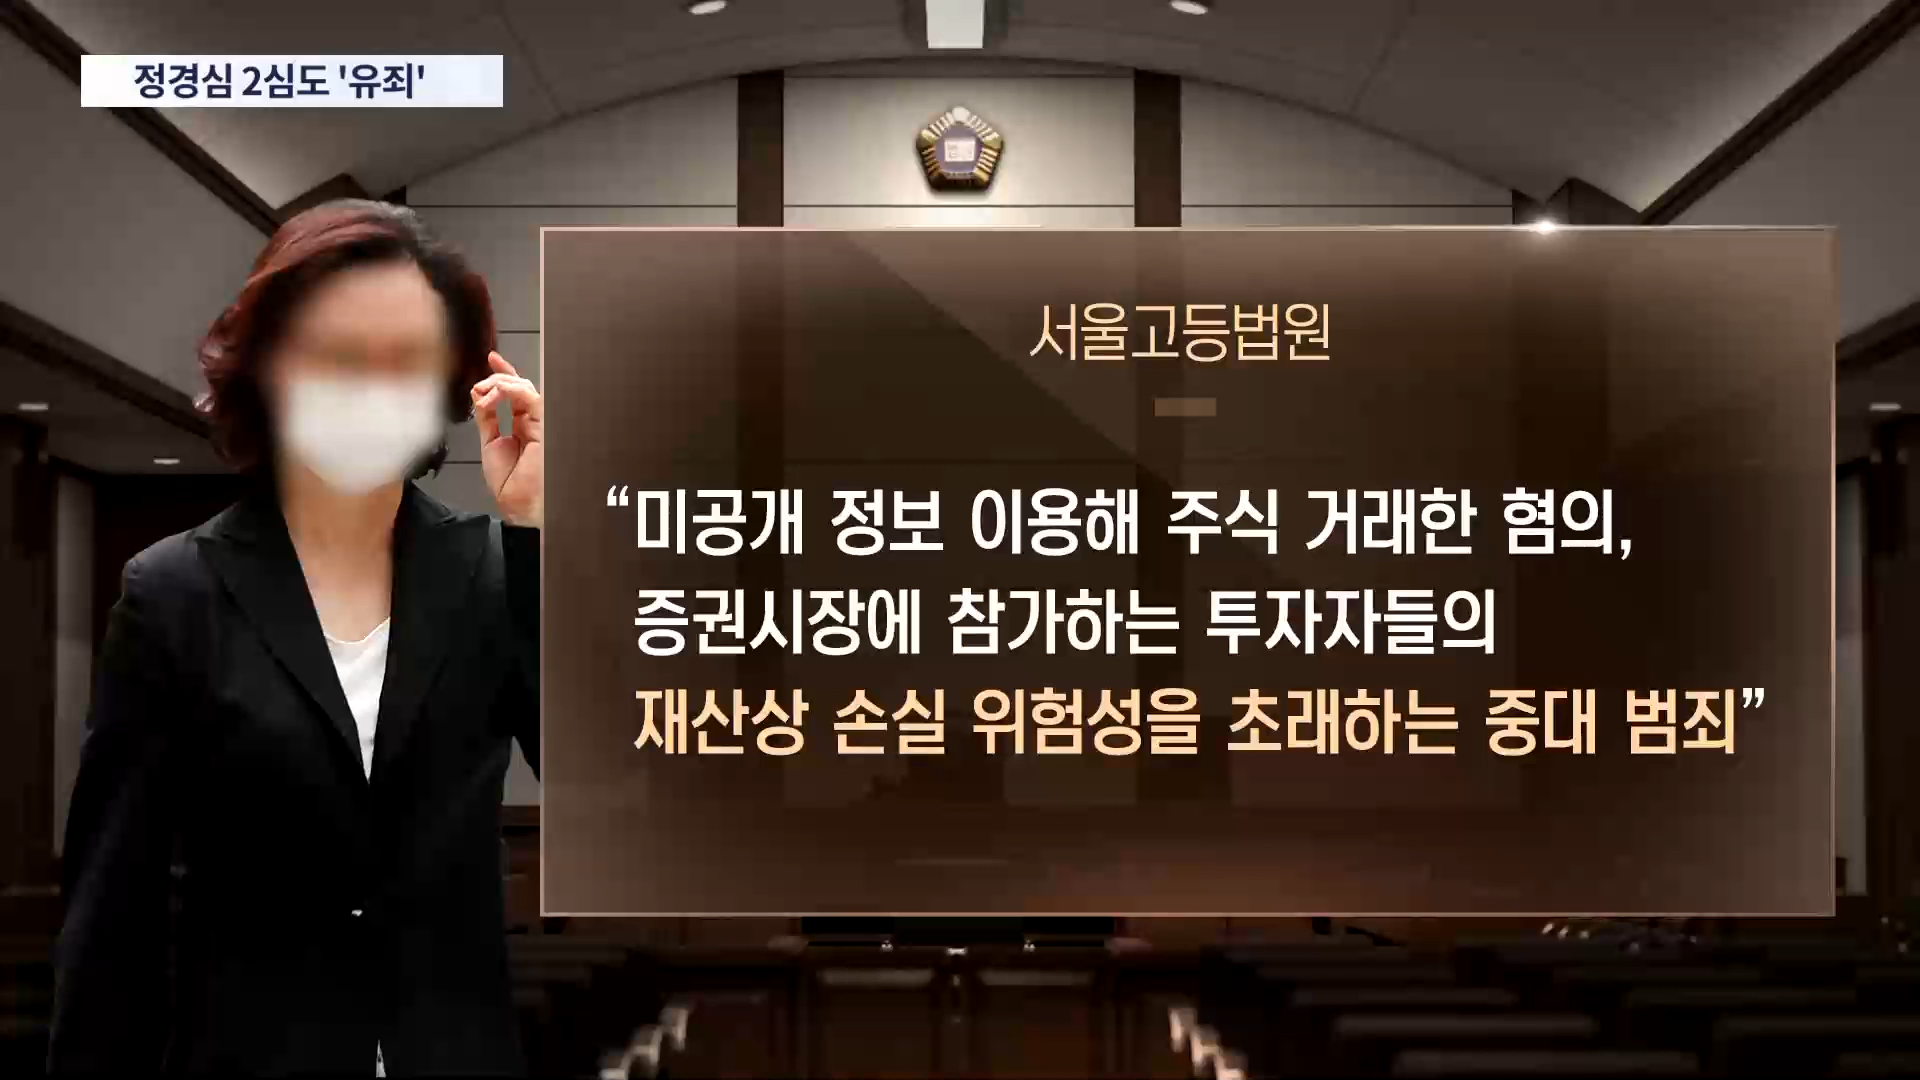 정경심 2심도 '유죄'
서울고등법원
“미공개 정보 이용해 주식 거래한 혐의,
증권시장에 참가하는 투자자들의
재산상 손실 위험성을 초래하는 중대 범죄”